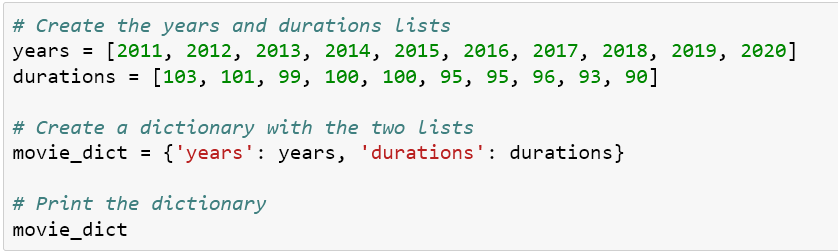 # Create the years and durations lists
years = [2011, 2012, 2013, 2014, 2015, 2016, 2017, 2018, 2019, 2020]
durations = [103, 101, 99, 100, 100, 95, 95, 96, 93, 90]
# Create a dictionary with the two lists
movie_dict = {'years': years, 'durations': durations}
# Print the dictionary
movie_dict